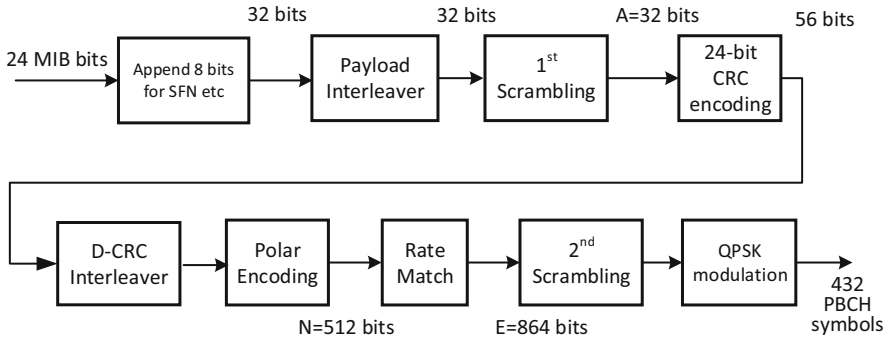 32 bits
32 bits
A=32 bits
56 bits
24 MIB bits
Append 8 bits
for SFN etc
Payload
Interleaver
1st
Scrambling
24-bit
CRC
encoding
D-CRC
Interleaver
Polar
Encoding
Rate
Match
2nd
Scrambling
QPSK
modulation
N=512 bits
E=864 bits
432
PBCH
symbols